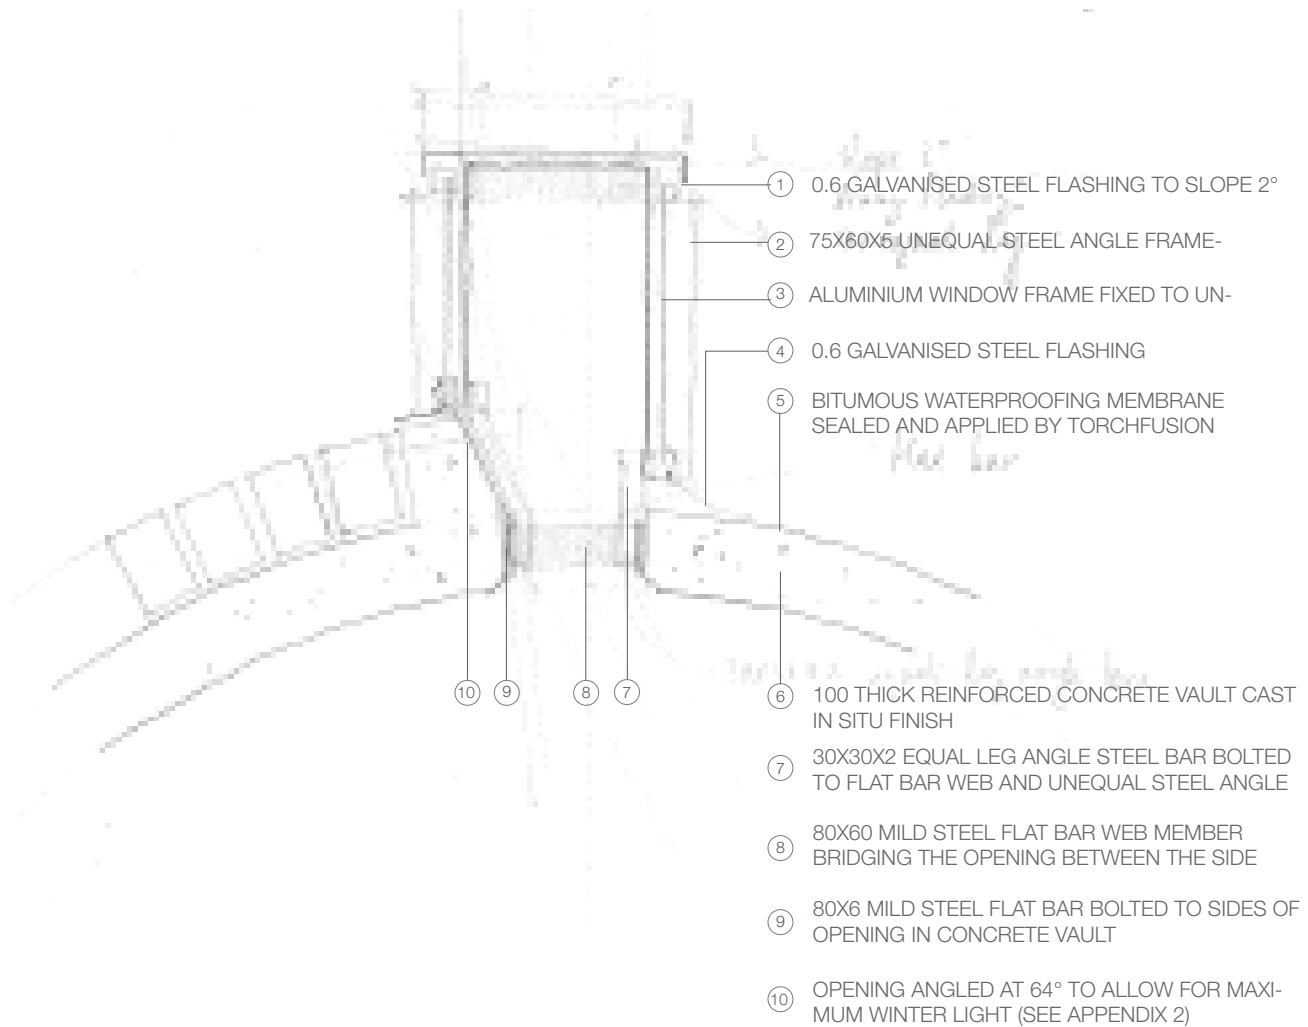 1 0.6 GALVANISED STEEL FLASHING TO SLOPE 2°
2 75X60X5 UNEQUAL STEEL ANGLE FRAME-
3 ALUMINIUM WINDOW FRAME FIXED TO UN-
4 0.6 GALVANISED STEEL FLASHING
5 BITUMOUS WATERPROOFING MEMBRANE
SEALED AND APPLIED BY TORCHFUSION
10 9 8 7
6 100 THICK REINFORCED CONCRETE VAULT CAST
IN SITU FINISH
7 30X30X2 EQUAL LEG ANGLE STEEL BAR BOLTED
TO FLAT BAR WEB AND UNEQUAL STEEL ANGLE
8 80X60 MILD STEEL FLAT BAR WEB MEMBER
BRIDGING THE OPENING BETWEEN THE SIDE
9 80X6 MILD STEEL FLAT BAR BOLTED TO SIDES OF
OPENING IN CONCRETE VAULT
10 OPENING ANGLED AT 64° TO ALLOW FOR MAXI-
MUM WINTER LIGHT (SEE APPENDIX 2)